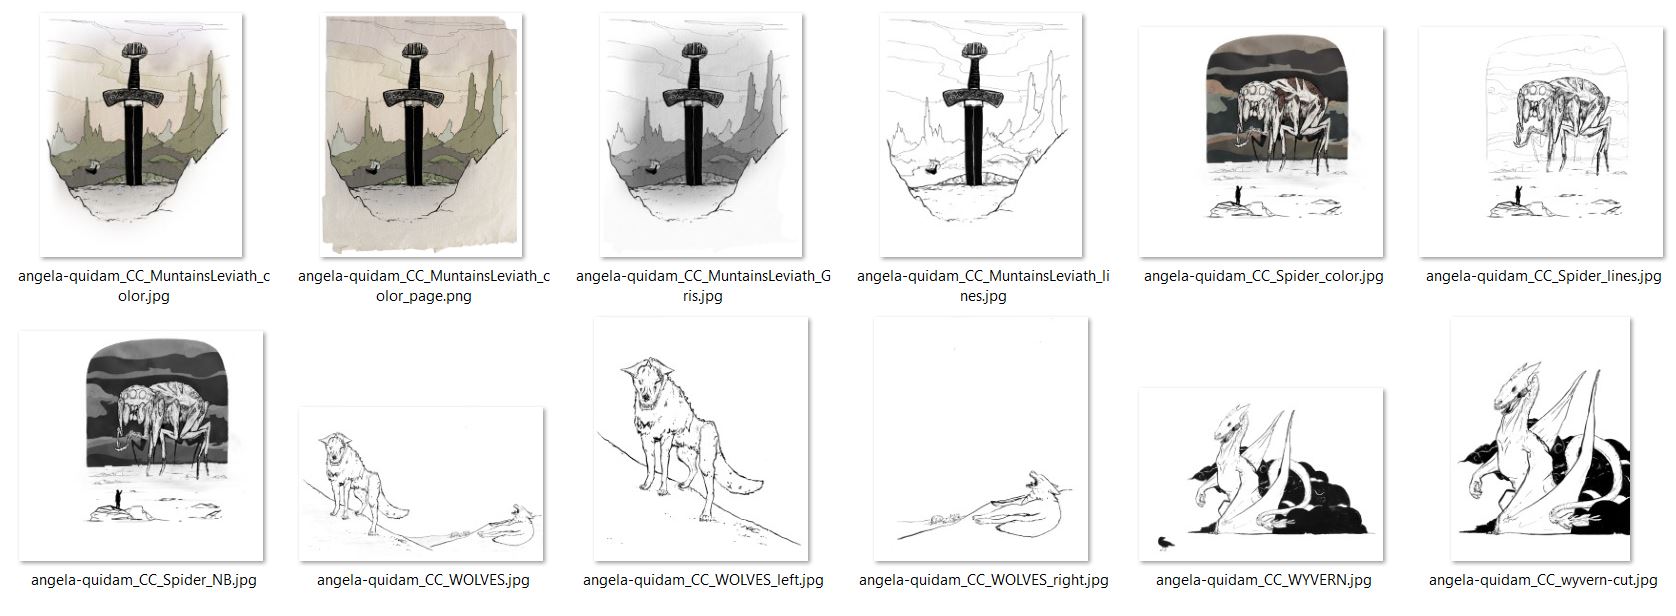 angela-quidam_CC_MuntainsLeviath_c
olor.jpg
angela-quidam_CC_MuntainsLeviath_c
olor_page.png
angela-quidam_CC_MuntainsLeviath_G
ris.jpg
angela-quidam_CC_MuntainsLeviath_li
nes.jpg
angela-quidam_CC_Spider_color.jpg
angela-quidam_CC_Spider_lines.jpg
angela-quidam_CC_Spider_NB.jpg
angela-quidam_CC_WOLVES.jpg
angela-quidam_CC_WOLVES_left.jpg
angela-quidam_CC_WOLVES_right.jpg
angela-quidam_CC_WYVERN.jpg
angela-quidam_CC_wyvern-cut.jpg